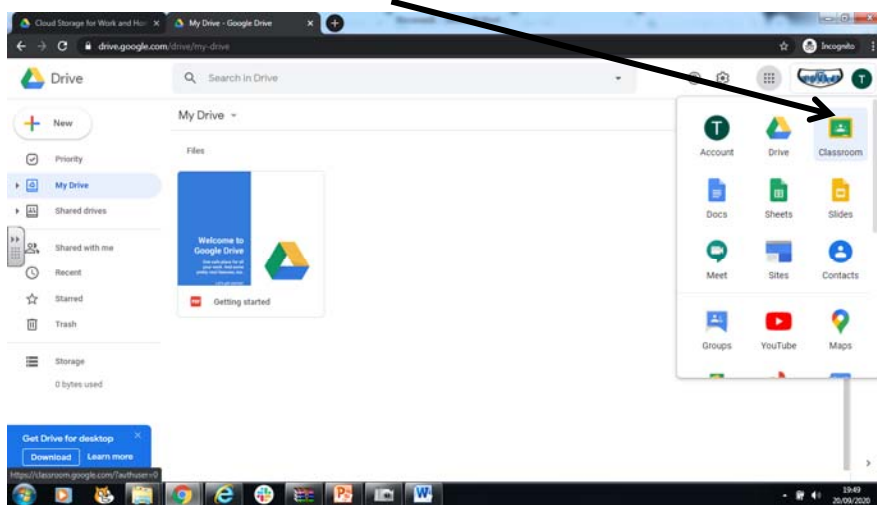 Cloud Storage for Work and Hor
My Drive - Google Drive
drive.google.com/drive/my-drive
Incognito
Drive
Search in Drive
T
New
My Drive
Files
Priority
My Drive
Shared drives
Shared with me
Recent
Starred
Trash
Storage
0 bytes used
Welcome to
Google Drive
PDF
Getting started
T
Account
Drive
Classroom
Docs
Sheets
Slides
Meet
Sites
Contacts
Groups
YouTube
Maps
Get Drive for desktop
Download
Learn more
https://classroom.google.com/?authuser=0
19:49
20/09/2020